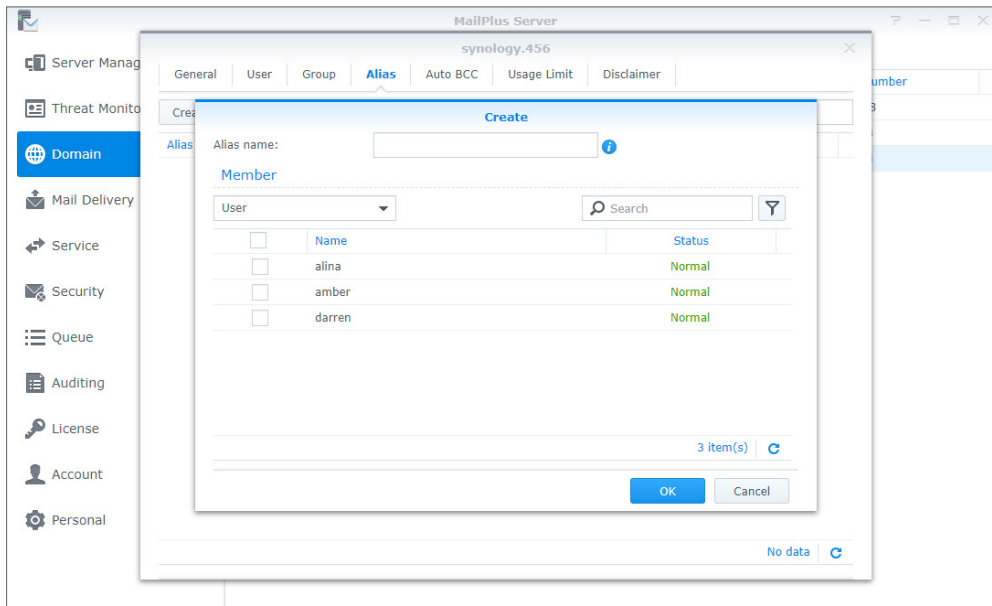 MailPlus Server
synology.456
Server Manag
General User Group Alias Auto BCC Usage Limit Disclaimer
umber
Threat Monito
Crea
Create
Domain
Alias
Alias name:
Member
Mail Delivery
User
Search
Service
Name Status
alina Normal
Security
amber Normal
darren Normal
Queue
Auditing
License
3 item(s)
Account
OK Cancel
Personal
No data